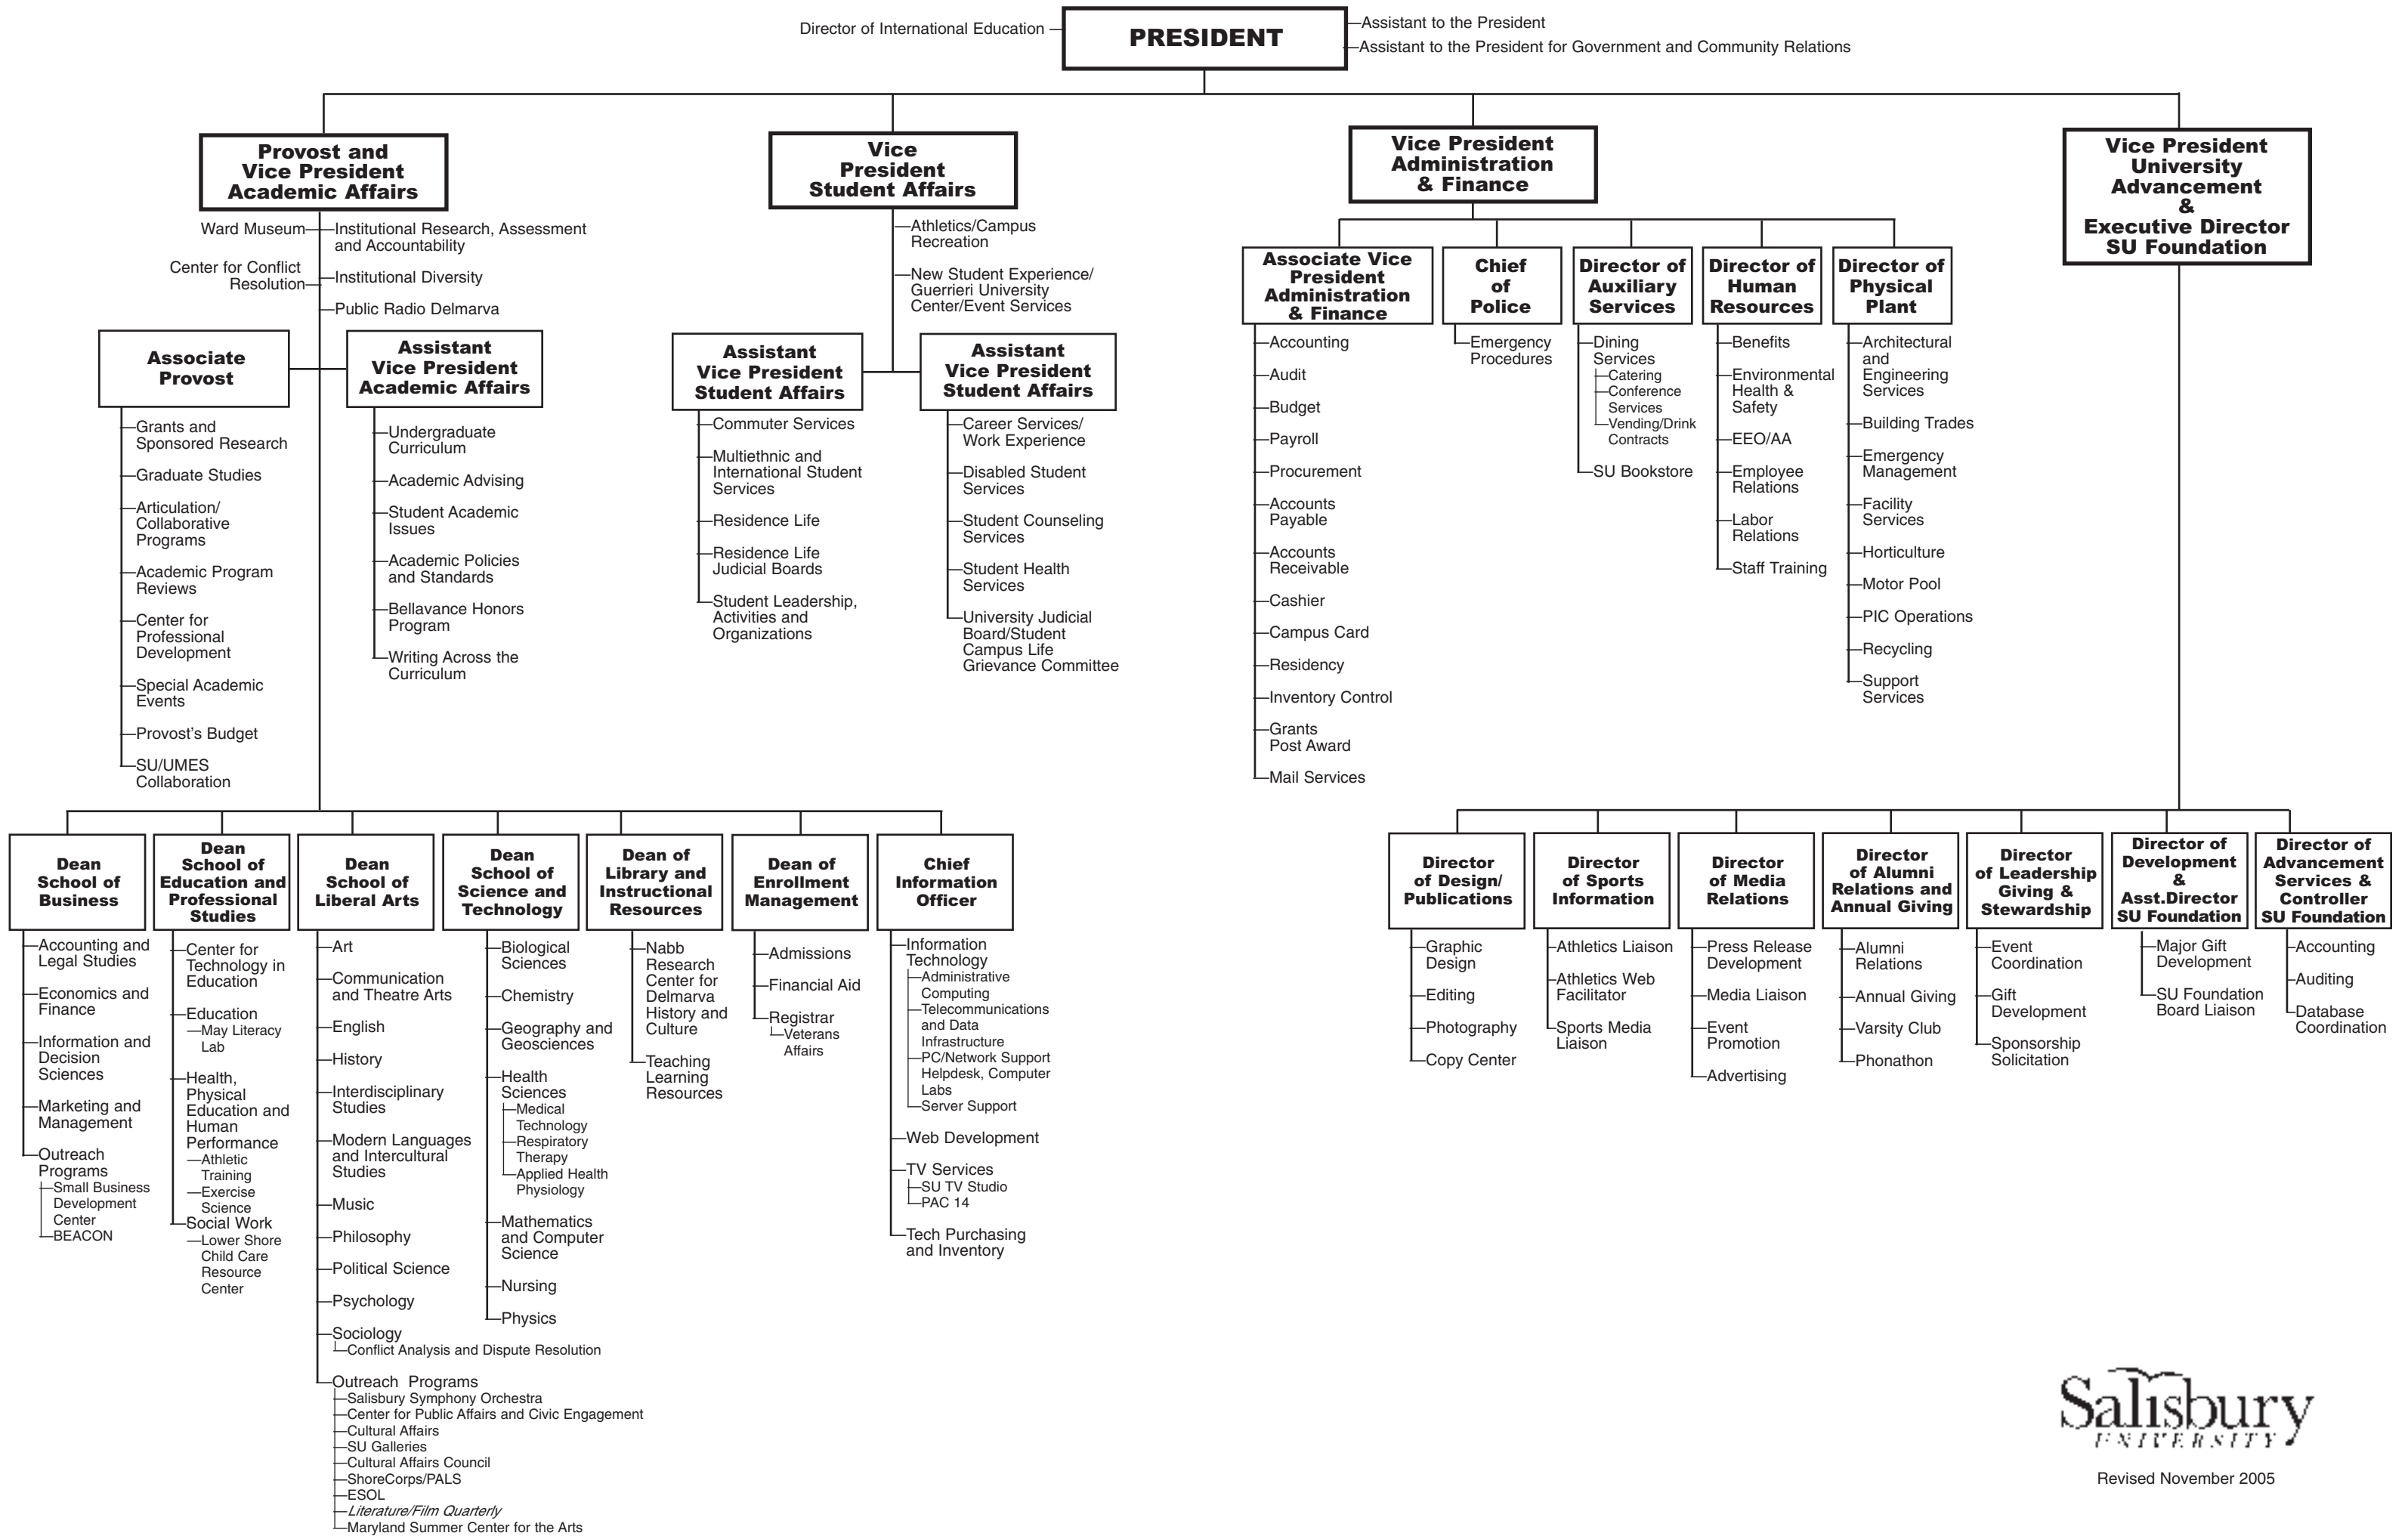 Director of International Education
PRESIDENT
Assistant to the President
Assistant to the President for Government and Community Relations
Provost and
Vice President
Academic Affairs
Ward Museum
Institutional Research, Assessment
and Accountability
Center for Conflict
Resolution
Institutional Diversity
Public Radio Delmarva
Associate
Provost
Grants and
Sponsored Research
Graduate Studies
Articulation/
Collaborative
Programs
Academic Program
Reviews
Center for
Professional
Development
Special Academic
Events
Provost's Budget
SU/UMES
Collaboration
Assistant
Vice President
Academic Affairs
Undergraduate
Curriculum
Academic Advising
Student Academic
Issues
Academic Policies
and Standards
Bellavance Honors
Program
Writing Across the
Curriculum
Vice
President
Student Affairs
Athletics/Campus
Recreation
New Student Experience/
Guerrieri University
Center/Event Services
Assistant
Vice President
Student Affairs
Commuter Services
Multiethnic and
International Student
Services
Residence Life
Residence Life
Judicial Boards
Student Leadership,
Activities and
Organizations
Assistant
Vice President
Student Affairs
Career Services/
Work Experience
Disabled Student
Services
Student Counseling
Services
Student Health
Services
University Judicial
Board/Student
Campus Life
Grievance Committee
Vice President
Administration
& Finance
Associate Vice
President
Administration
& Finance
Accounting
Audit
Budget
Payroll
Procurement
Accounts
Payable
Accounts
Receivable
Cashier
Campus Card
Residency
Inventory Control
Grants
Post Award
Mail Services
Chief
of
Police
Emergency
Procedures
Director of
Auxiliary
Services
Dining
Services
Catering
Conference
Services
Vending/Drink
Contracts
SU Bookstore
Director of
Human
Resources
Benefits
Environmental
Health &
Safety
EEO/AA
Employee
Relations
Labor
Relations
Staff Training
Director of
Physical
Plant
Architectural
and
Engineering
Services
Building Trades
Emergency
Management
Facility
Services
Horticulture
Motor Pool
PIC Operations
Recycling
Support
Services
Vice President
University
Advancement
&
Executive Director
SU Foundation
Dean
School of
Business
Accounting and
Legal Studies
Economics and
Finance
Information and
Decision
Sciences
Marketing and
Management
Outreach
Programs
Small Business
Development
Center
BEACON
Dean
School of
Education and
Professional
Studies
Center for
Technology in
Education
Education
May Literacy
Lab
Health,
Physical
Education and
Human
Performance
Athletic
Training
Exercise
Science
Social Work
Lower Shore
Child Care
Resource
Center
Dean
School of
Liberal Arts
Art
Communication
and Theatre Arts
English
History
Interdisciplinary
Studies
Modern Languages
and Intercultural
Studies
Music
Philosophy
Political Science
Psychology
Sociology
Conflict Analysis and Dispute Resolution
Outreach Programs
Salisbury Symphony Orchestra
Center for Public Affairs and Civic Engagement
Cultural Affairs
SU Galleries
Cultural Affairs Council
ShoreCorps/PALS
ESOL
Literature/Film Quarterly
Maryland Summer Center for the Arts
Dean
School of
Science and
Technology
Biological
Sciences
Chemistry
Geography and
Geosciences
Health
Sciences
Medical
Technology
Respiratory
Therapy
Applied Health
Physiology
Mathematics
and Computer
Science
Nursing
Physics
Dean of
Library and
Instructional
Resources
Nabb
Research
Center for
Delmarva
History and
Culture
Teaching
Learning
Resources
Dean of
Enrollment
Management
Admissions
Financial Aid
Registrar
Veterans
Affairs
Chief
Information
Officer
Information
Technology
Administrative
Computing
Telecommunications
and Data
Infrastructure
PC/Network Support
Helpdesk, Computer
Labs
Server Support
Web Development
TV Services
SU TV Studio
PAC 14
Tech Purchasing
and Inventory
Director
of Design/
Publications
Graphic
Design
Editing
Photography
Copy Center
Director
of Sports
Information
Athletics Liaison
Athletics Web
Facilitator
Sports Media
Liaison
Director
of Media
Relations
Press Release
Development
Media Liaison
Event
Promotion
Advertising
Director
of Alumni
Relations and
Annual Giving
Alumni
Relations
Annual Giving
Varsity Club
Phonathon
Director
of Leadership
Giving &
Stewardship
Event
Coordination
Gift
Development
Sponsorship
Solicitation
Director of
Development
&
Asst.Director
SU Foundation
Major Gift
Development
SU Foundation
Board Liaison
Director of
Advancement
Services &
Controller
SU Foundation
Accounting
Auditing
Database
Coordination
Salisbury
UNIVERSITY
Revised November 2005